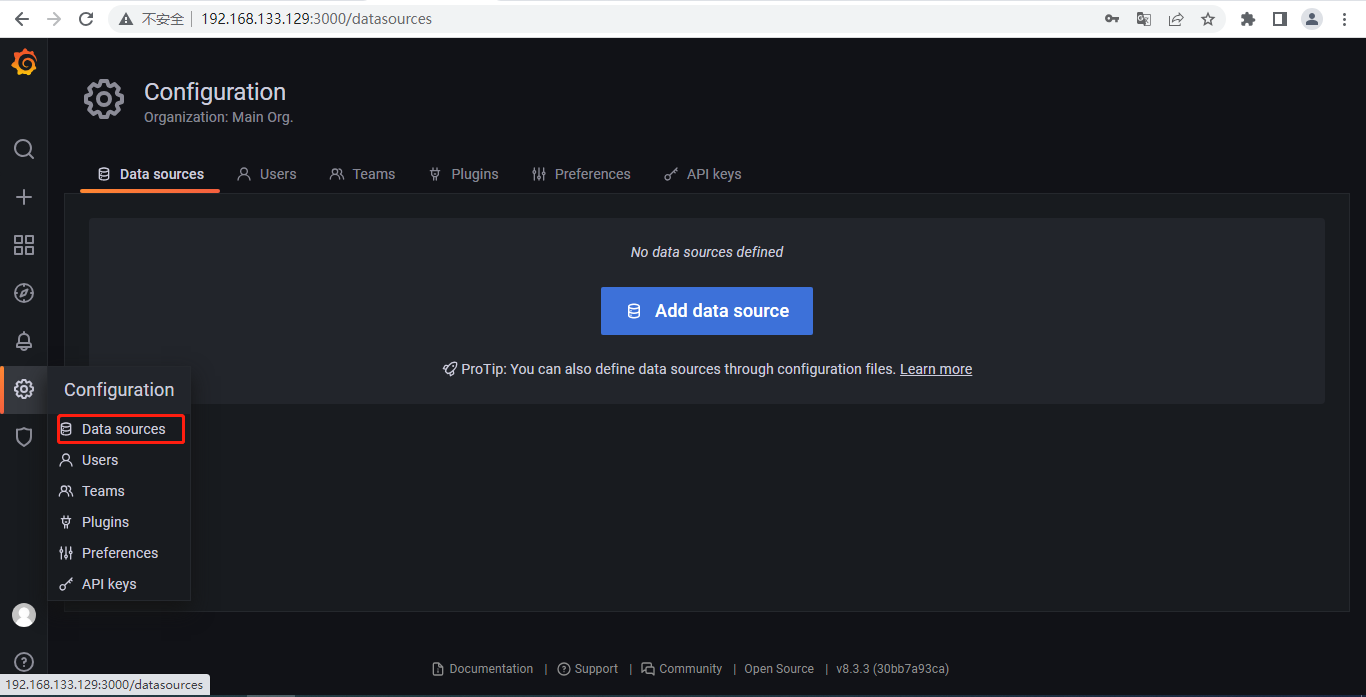 不安全 192.168.133.129:3000/datasources
Configuration
Organization: Main Org.
Data sources Users Teams Plugins Preferences API keys
No data sources defined
Add data source
ProTip: You can also define data sources through configuration files. Learn more
Configuration
Data sources
Users
Teams
Plugins
Preferences
API keys
Documentation | Support | Community | Open Source | v8.3.3 (30bb7a93ca)
192.168.133.129:3000/datasources